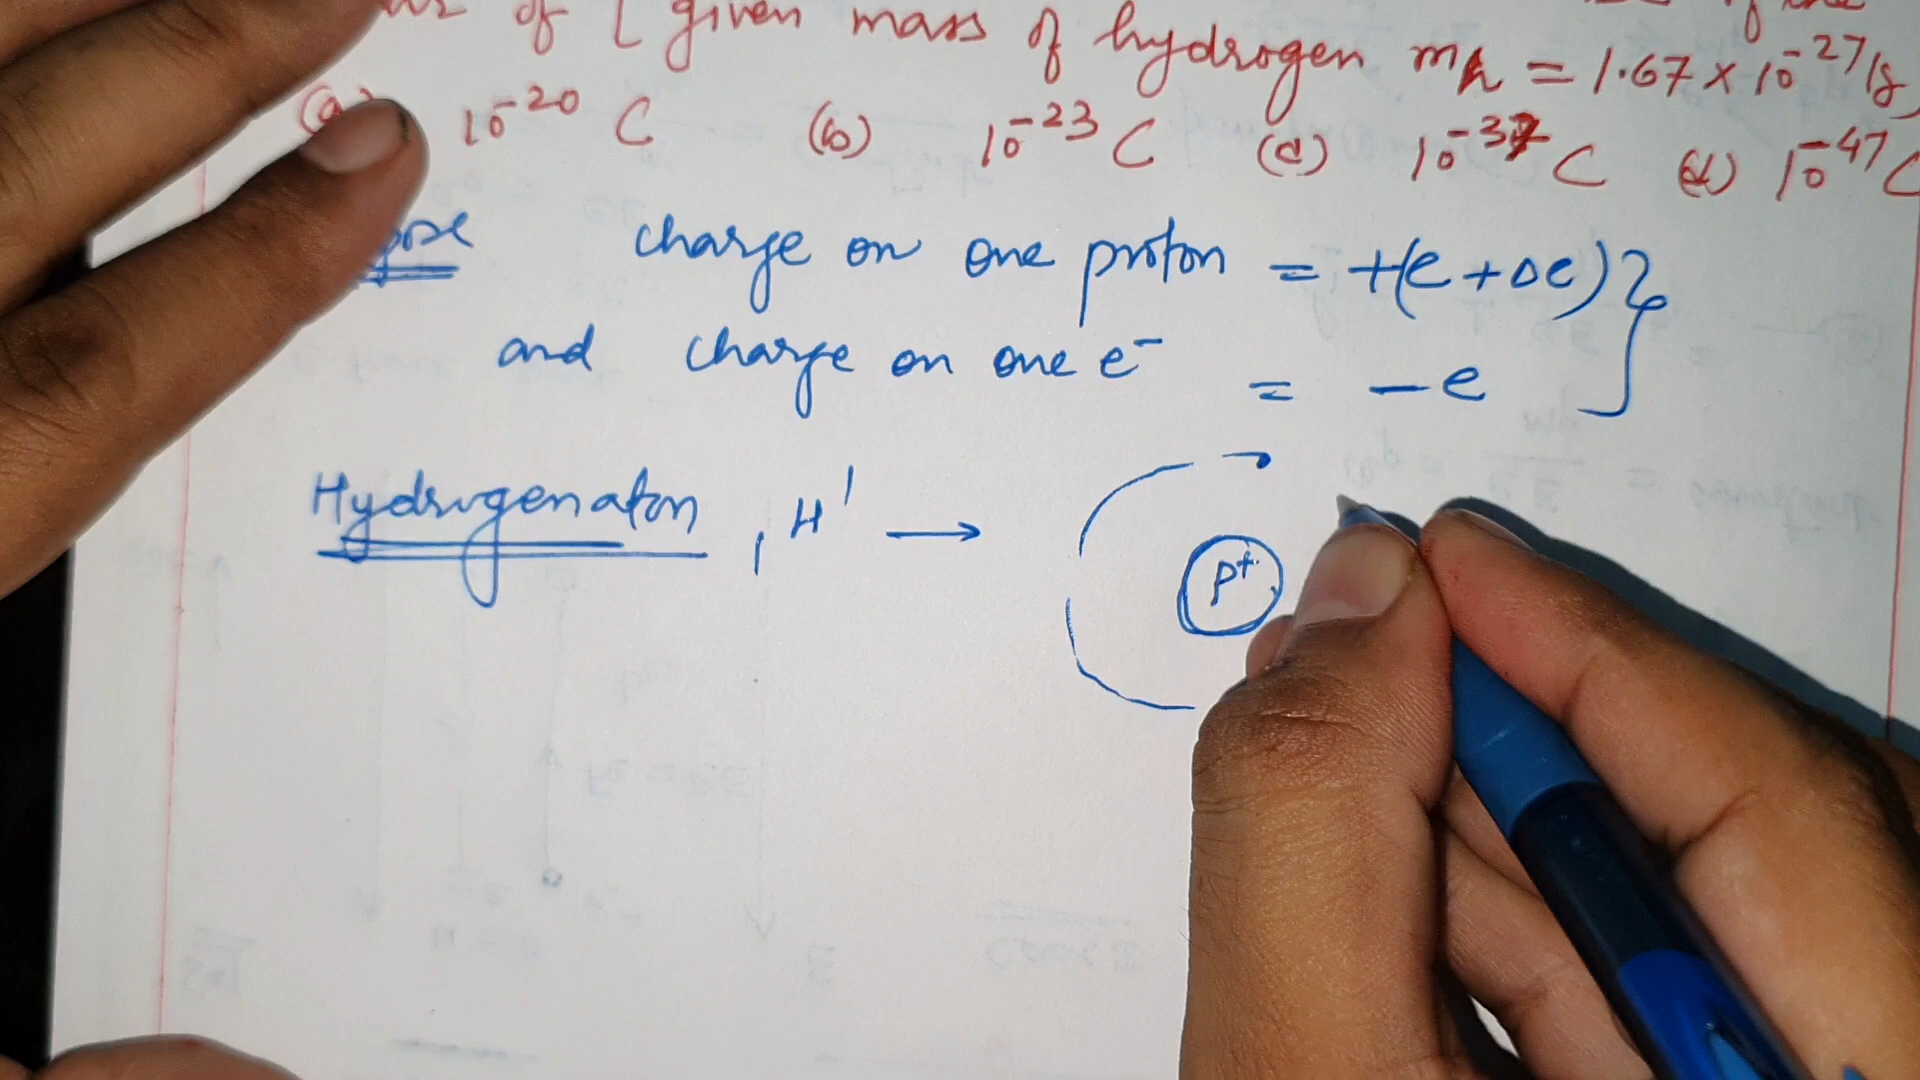 of [ given mass of hydrogen mh = 1.67 × 10⁻²⁷ kg
(a) 10⁻²⁰ C (b) 10⁻²³ C (c) 10⁻³⁷ C (d) 10⁻⁴⁷ C
charge on one proton = +(e + Δe) }
and charge on one e⁻ = – e
Hydrogen atom, ₁H¹ →
P⁺